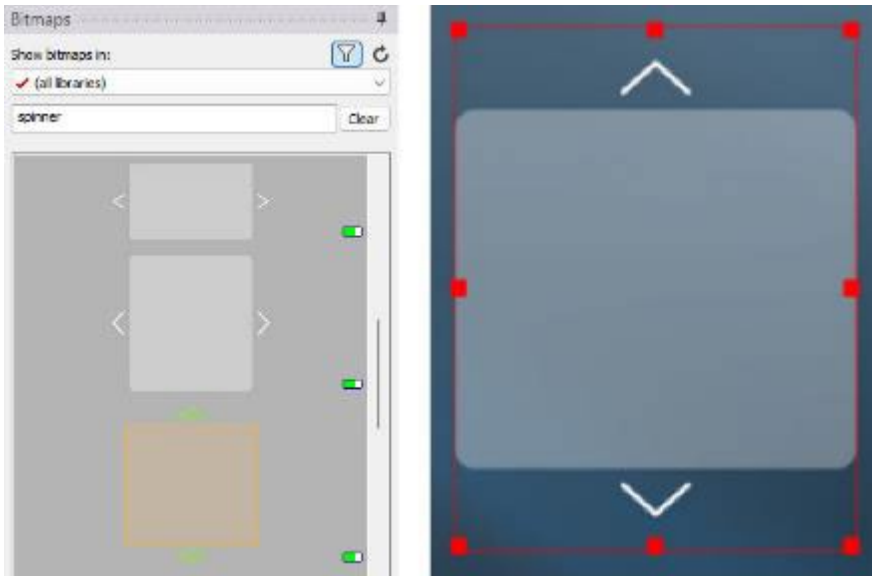 Bitmaps
Show bitmaps in:
(all libraries)
spinner
Clear